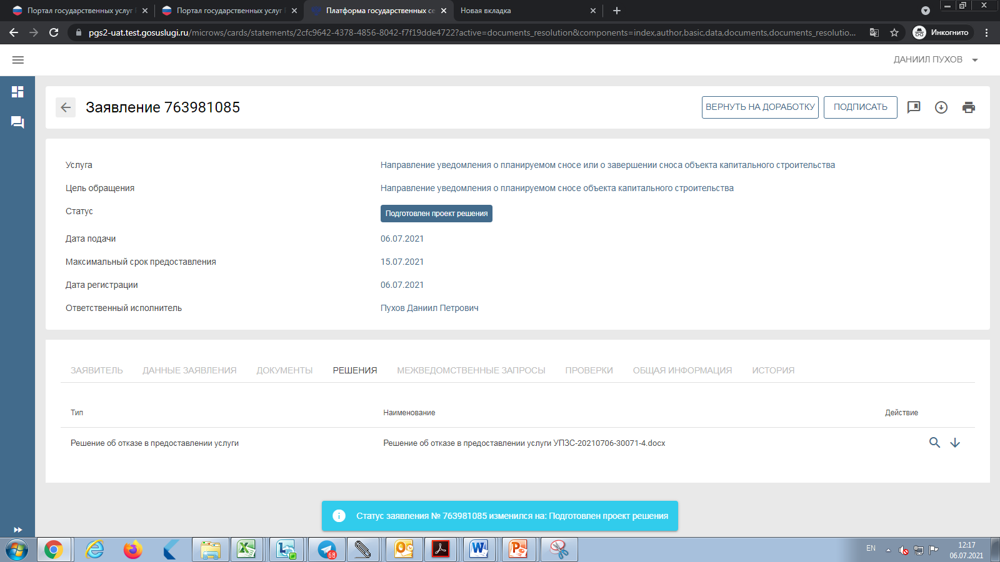 Портал государственных услуг
Портал государственных услуг
Платформа государственных се
Новая вкладка
pgs2-uat.test.gosuslugi.ru/microws/cards/statements/2cfc9642-4378-4856-8042-f7f19dde4722?active=documents_resolution&components=index,author,basic,data,documents,documents_resolutio...
Инкогнито
ДАНИИЛ ПУХОВ
Заявление 763981085
ВЕРНУТЬ НА ДОРАБОТКУ
ПОДПИСАТЬ
Услуга
Направление уведомления о планируемом сносе или о завершении сноса объекта капитального строительства
Цель обращения
Направление уведомления о планируемом сносе объекта капитального строительства
Статус
Подготовлен проект решения
Дата подачи
06.07.2021
Максимальный срок предоставления
15.07.2021
Дата регистрации
06.07.2021
Ответственный исполнитель
Пухов Даниил Петрович
ЗАЯВИТЕЛЬ ДАННЫЕ ЗАЯВЛЕНИЯ ДОКУМЕНТЫ РЕШЕНИЯ МЕЖВЕДОМСТВЕННЫЕ ЗАПРОСЫ ПРОВЕРКИ ОБЩАЯ ИНФОРМАЦИЯ ИСТОРИЯ
Тип Наименование Действие
Решение об отказе в предоставлении услуги
Решение об отказе в предоставлении услуги УПЗС-20210706-30071-4.docx
Статус заявления № 763981085 изменился на: Подготовлен проект решения
68
EN
12:17
06.07.2021